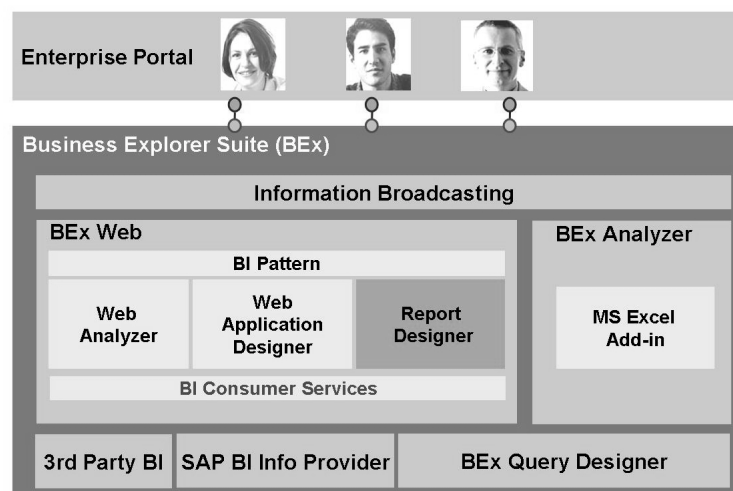 Enterprise Portal
Business Explorer Suite (BEx)
Information Broadcasting
BEx Web
BI Pattern
Web
Analyzer
Web
Application
Designer
Report
Designer
BI Consumer Services
BEx Analyzer
MS Excel
Add-in
3rd Party BI
SAP BI Info Provider
BEx Query Designer